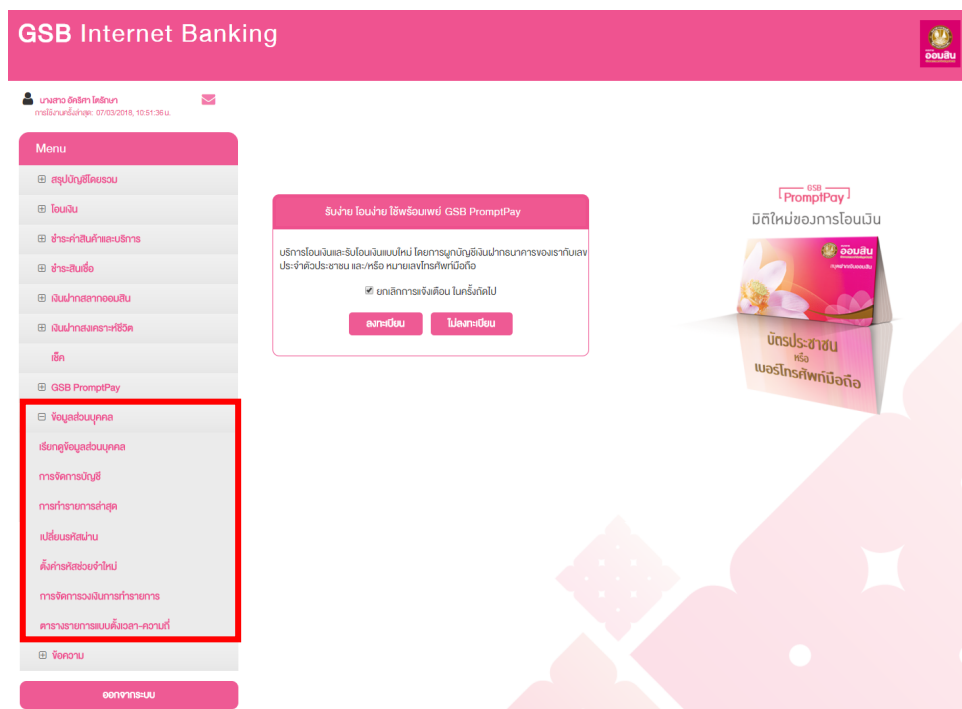 GSB Internet Banking
ออมสิน
นางสาว อัคริศา โตรักษา
การใช้งานครั้งล่าสุด: 07/03/2018, 10:51:36 น.
Menu
สรุปบัญชีโดยรวม
โอนเงิน
ชำระค่าสินค้าและบริการ
ชำระสินเชื่อ
เงินฝากสลากออมสิน
เงินฝากสงเคราะห์ชีวิต
เช็ค
GSB PromptPay
ข้อมูลส่วนบุคคล
เรียกดูข้อมูลส่วนบุคคล
การจัดการบัญชี
การทำรายการล่าสุด
เปลี่ยนรหัสผ่าน
ตั้งค่ารหัสช่วยจำใหม่
การจัดการวงเงินการทำรายการ
ตารางรายการแบบตั้งเวลา-ความถี่
ข้อความ
ออกจากระบบ
รับง่าย โอนง่าย ใช้พร้อมเพย์ GSB PromptPay
บริการโอนเงินและรับโอนเงินแบบใหม่ โดยการผูกบัญชีเงินฝากธนาคารของเรากับเลข
ประจำตัวประชาชน และ/หรือ หมายเลขโทรศัพท์มือถือ
ยกเลิกการแจ้งเตือน ในครั้งถัดไป
ลงทะเบียน ไม่ลงทะเบียน
GSB
PromptPay
มิติใหม่ของการโอนเงิน
ออมสิน
บัตรประชาชน
หรือ
เบอร์โทรศัพท์มือถือ